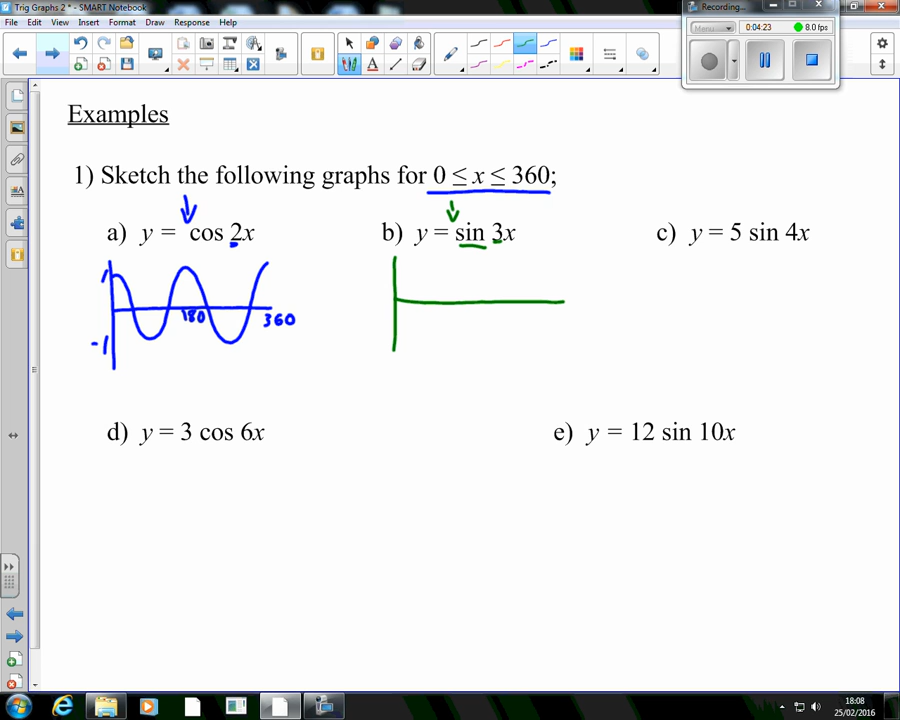 Trig Graphs 2 * - SMART Notebook
File Edit View Insert Format Draw Response Help
Recording...
Menu
0:04:23
8.0 fps
Examples
1) Sketch the following graphs for 0 ≤ x ≤ 360;
a) y = cos 2x b) y = sin 3x c) y = 5 sin 4x
1
180 360
-1
d) y = 3 cos 6x e) y = 12 sin 10x
18:08
25/02/2016